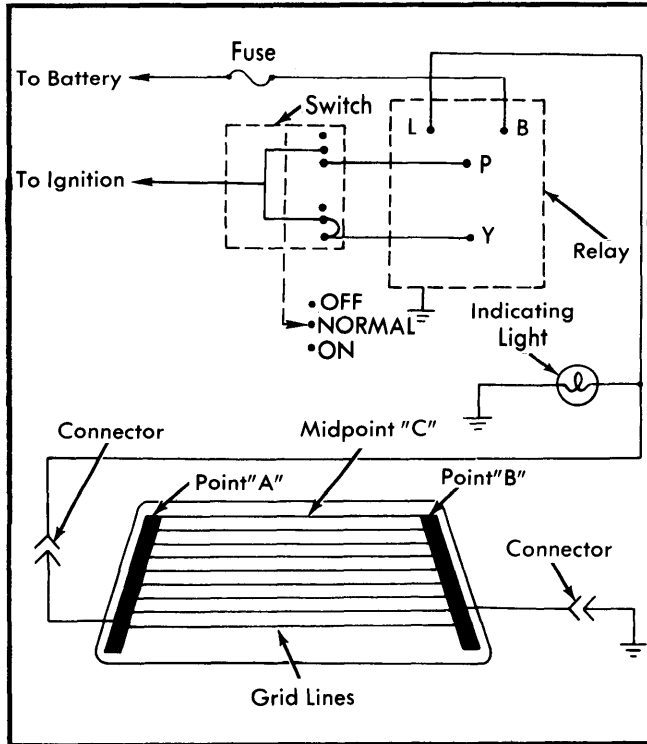 Fuse
To Battery
Switch
L
B
To Ignition
P
Y
Relay
OFF
NORMAL
ON
Indicating
Light
Connector
Midpoint "C"
Point"A"
Point"B"
Connector
Grid Lines